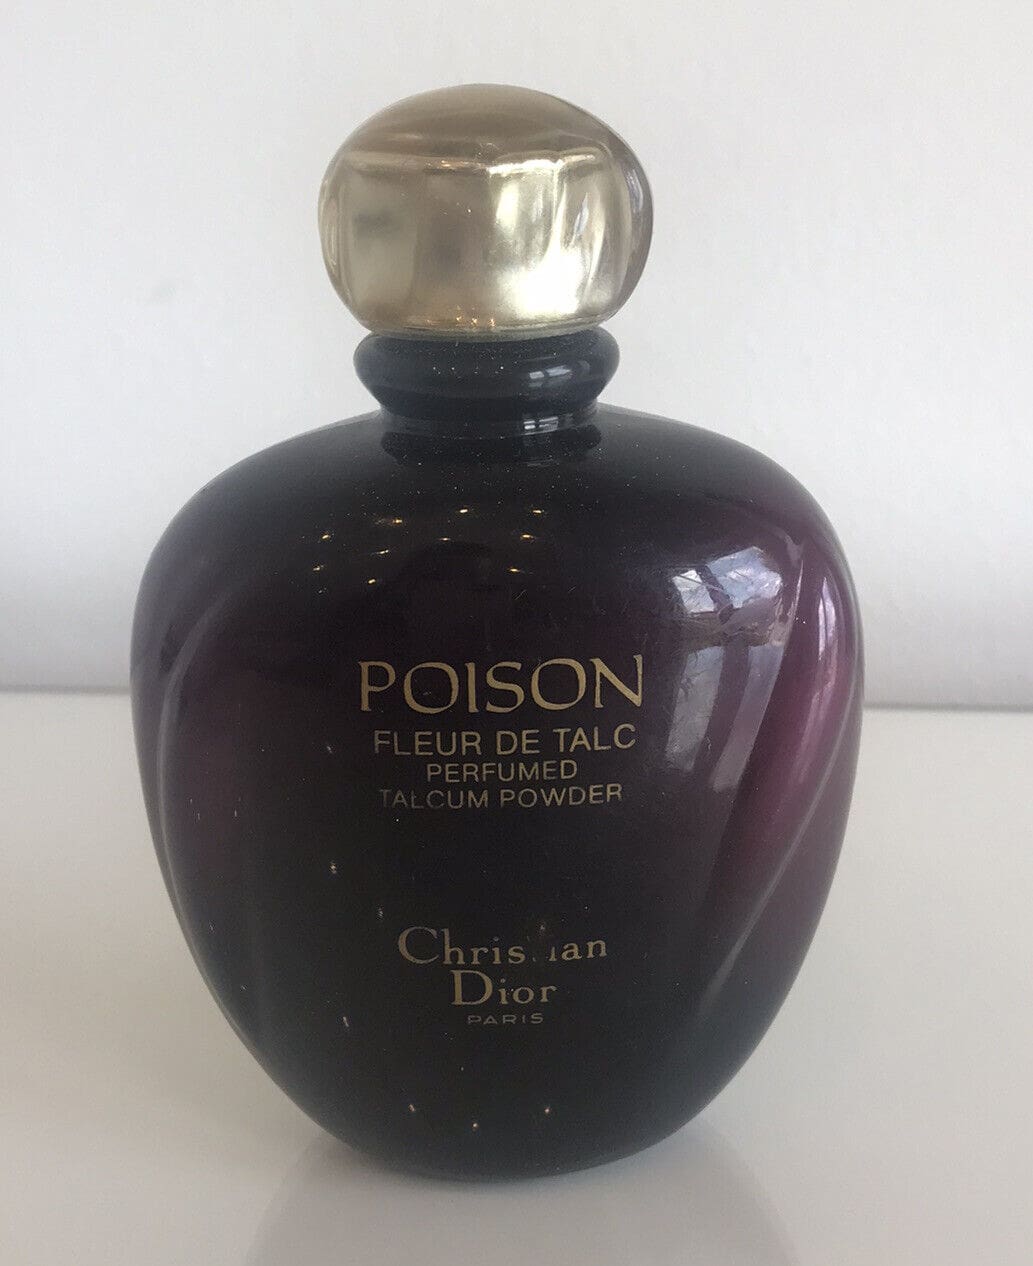 POISON
FLEUR DE TALC
PERFUMED
TALCUM POWDER
Christian
Dior
PARIS